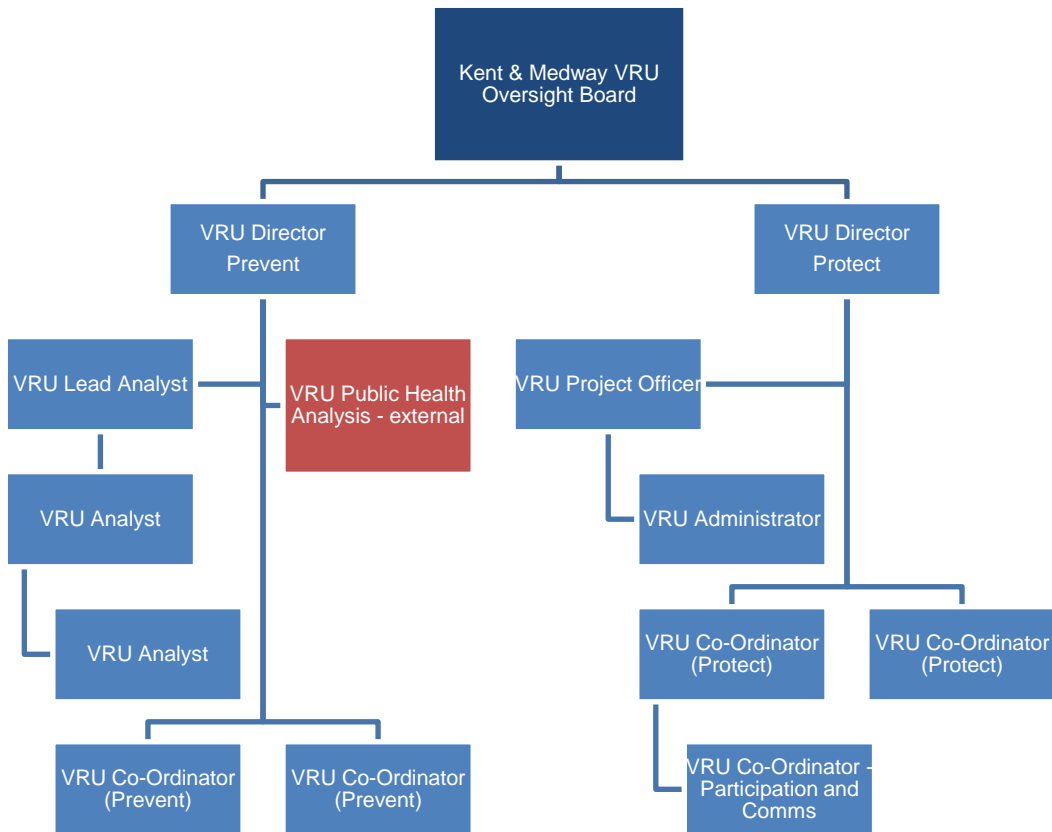 Kent & Medway VRU
Oversight Board
VRU Director
Prevent
VRU Director
Protect
VRU Lead Analyst
VRU Public Health
Analysis - external
VRU Project Officer
VRU Analyst
VRU Administrator
VRU Analyst
VRU Co-Ordinator
(Protect)
VRU Co-Ordinator
(Protect)
VRU Co-Ordinator
(Prevent)
VRU Co-Ordinator
(Prevent)
VRU Co-Ordinator -
Participation and
Comms